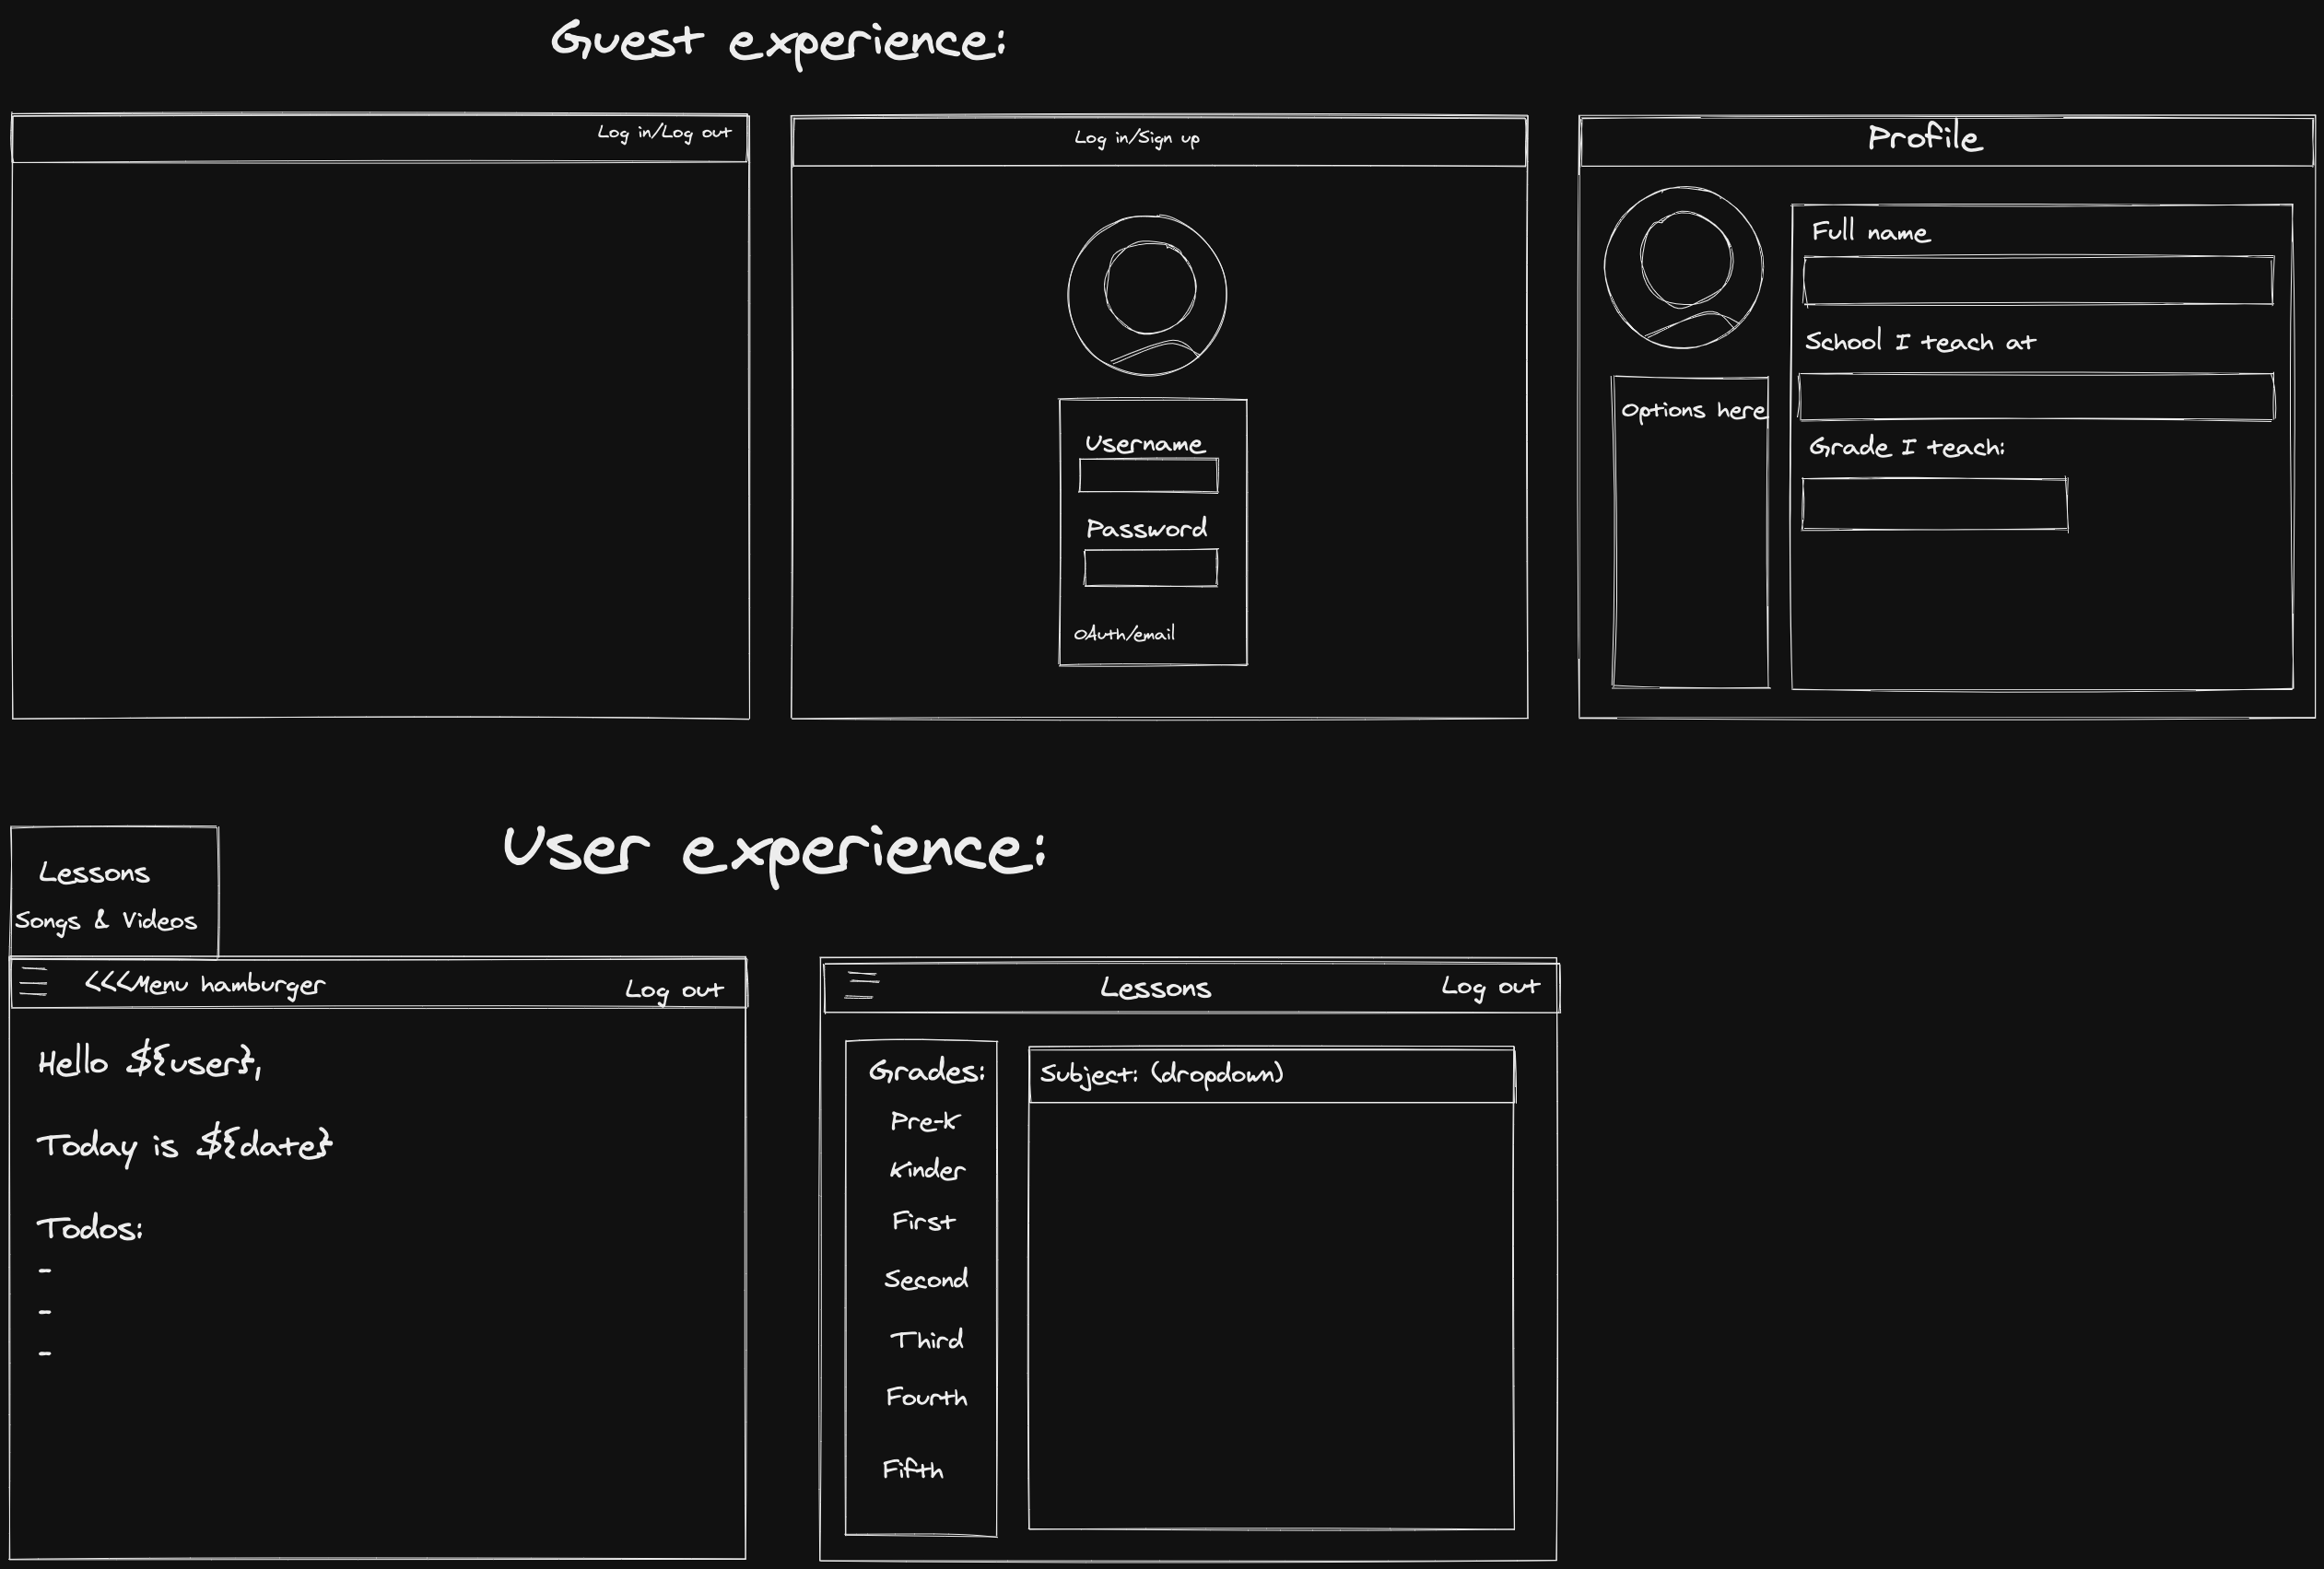 Guest experience:
Log in/Log out
Log in/Sign up
Username
Password
OAuth/email
Profile
Options here
Full name
School I teach at
Grade I teach:
User experience:
Lessons
Songs & Videos
<<<Menu hamburger
Log out
Hello ${user},
Today is ${date}
Todos:
-
-
-
Lessons
Log out
Grades:
Pre-K
Kinder
First
Second
Third
Fourth
Fifth
Subject: (dropdown)